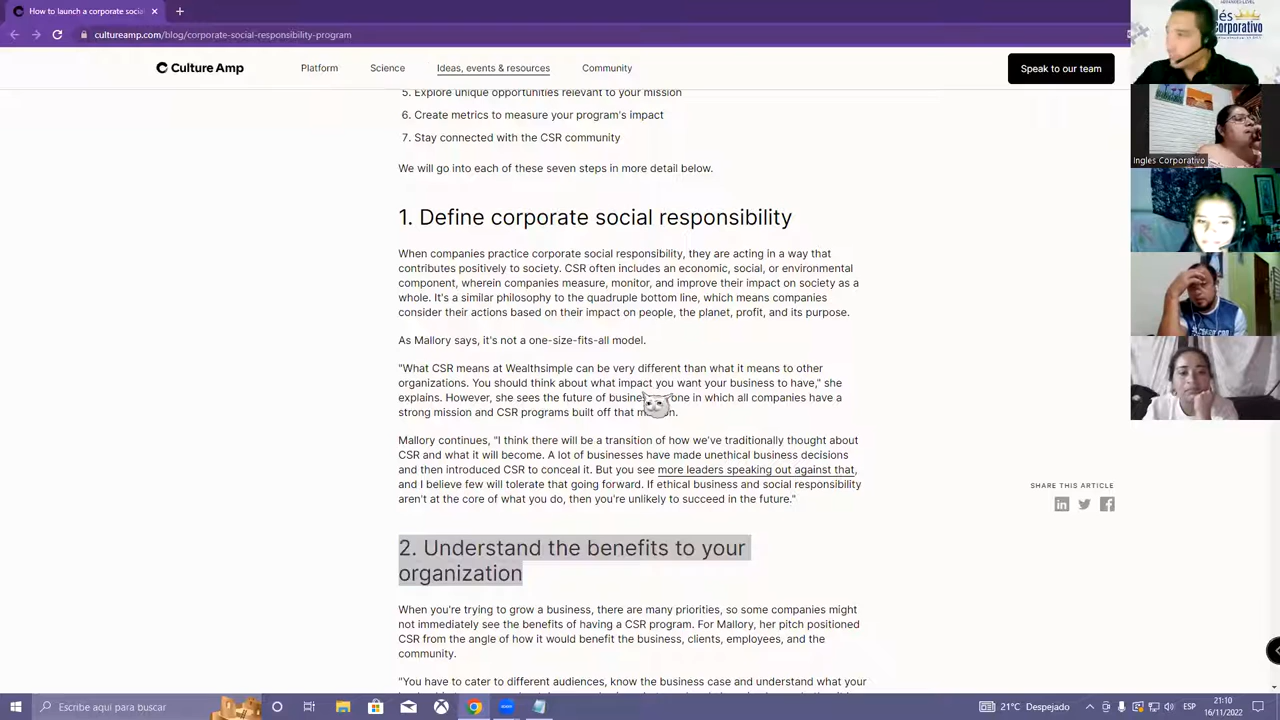 How to launch a corporate social
cultureamp.com/blog/corporate-social-responsibility-program
Culture Amp
Platform
Science
Ideas, events & resources
Community
Speak to our team
5. Explore unique opportunities relevant to your mission
6. Create metrics to measure your program's impact
7. Stay connected with the CSR community
We will go into each of these seven steps in more detail below.
1. Define corporate social responsibility
When companies practice corporate social responsibility, they are acting in a way that
contributes positively to society. CSR often includes an economic, social, or environmental
component, wherein companies measure, monitor, and improve their impact on society as a
whole. It's a similar philosophy to the quadruple bottom line, which means companies
consider their actions based on their impact on people, the planet, profit, and its purpose.
As Mallory says, it's not a one-size-fits-all model.
"What CSR means at Wealthsimple can be very different than what it means to other
organizations. You should think about what impact you want your business to have," she
explains. However, she sees the future of one in which all companies have a
strong mission and CSR programs built off that
Mallory continues, "I think there will be a transition of how we've traditionally thought about
CSR and what it will become. A lot of businesses have made unethical business decisions
and then introduced CSR to conceal it. But you see more leaders speaking out against that,
and I believe few will tolerate that going forward. If ethical business and social responsibility
aren't at the core of what you do, then you're unlikely to succeed in the future."
2. Understand the benefits to your
organization
When you're trying to grow a business, there are many priorities, so some companies might
not immediately see the benefits of having a CSR program. For Mallory, her pitch positioned
CSR from the angle of how it would benefit the business, clients, employees, and the
community.
"You have to cater to different audiences, know the business case and understand what your
SHARE THIS ARTICLE
és
orporativo
Ingles Corporativo
Escribe aquí para buscar
21°C Despejado
ESP
21:10
16/11/2022